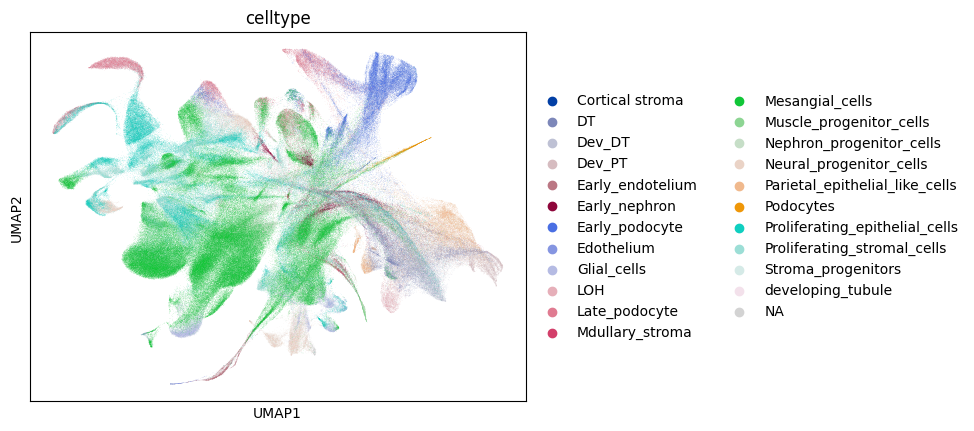 celltype
UMAP2
UMAP1
Cortical stroma
DT
Dev_DT
Dev_PT
Early_endotelium
Early_nephron
Early_podocyte
Edothelium
Glial_cells
LOH
Late_podocyte
Mdullary_stroma
Mesangial_cells
Muscle_progenitor_cells
Nephron_progenitor_cells
Neural_progenitor_cells
Parietal_epithelial_like_cells
Podocytes
Proliferating_epithelial_cells
Proliferating_stromal_cells
Stroma_progenitors
developing_tubule
NA